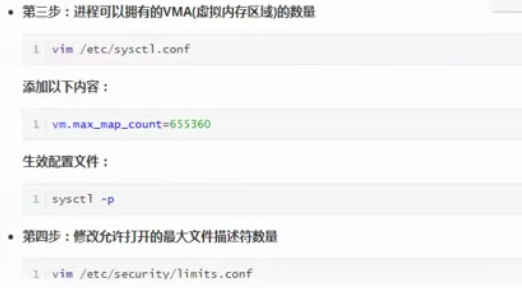 • 第三步：进程可以拥有的VMA(虚拟内存区域)的数量
1 vim /etc/sysctl.conf
添加以下内容：
1 vm.max_map_count=655360
生效配置文件：
1 sysctl -p
• 第四步：修改允许打开的最大文件描述符数量
1 vim /etc/security/limits.conf